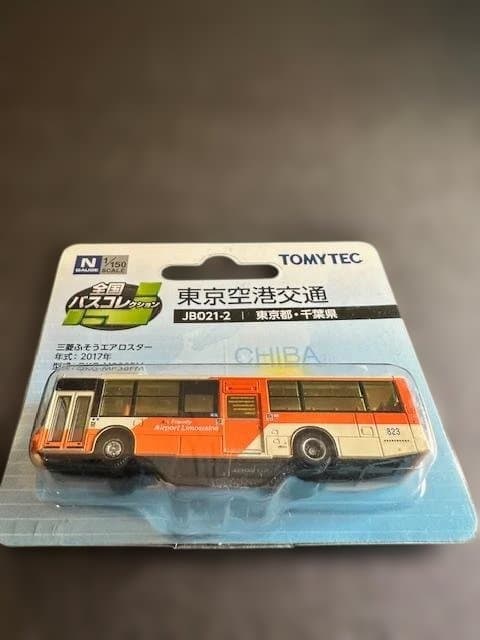 N
GAUGE
1/150
SCALE
TOMYTEC
全国
バスコレクション
東京空港交通
JB021-2 | 東京都・千葉県
三菱ふそうエアロスター
年式：2017年
CHIBA
Friendly
Airport Limousine
823